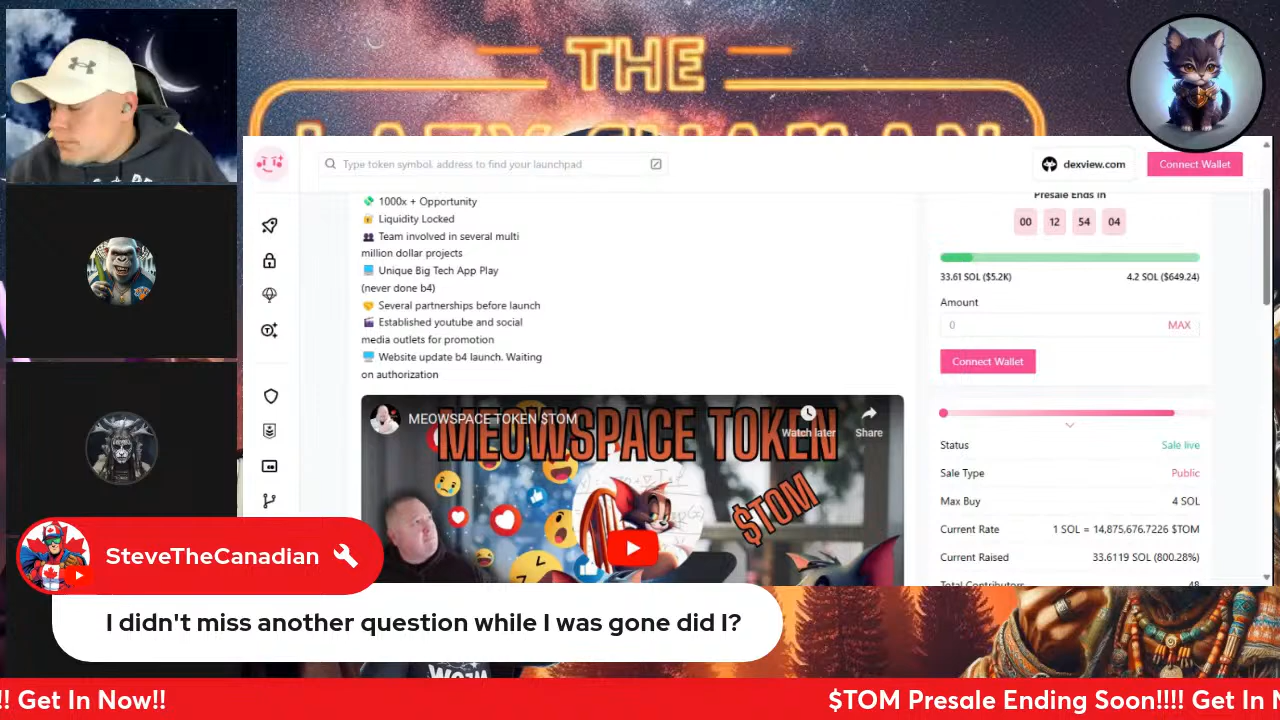 THE
LAZY SHAMAN
Type token symbol, address to find your launchpad
dexview.com
Connect Wallet
1000x + Opportunity
Liquidity Locked
Team involved in several multi
million dollar projects
Unique Big Tech App Play
(never done b4)
Several partnerships before launch
Established youtube and social
media outlets for promotion
Website update b4 launch. Waiting
on authorization
Presale Ends In
00 12 54 04
33.61 SOL ($5.2K) 4.2 SOL ($649.24)
Amount
0 MAX
Connect Wallet
MEOWSPACE TOKEN $TOM
Watch later
Share
MEOWSPACE TOKEN
$TOM
Status Sale live
Sale Type Public
Max Buy 4 SOL
Current Rate 1 SOL = 14,875,676.7226 $TOM
Current Raised 33.6119 SOL (800.28%)
Total Contributors 48
SteveTheCanadian
I didn't miss another question while I was gone did I?
!! Get In Now!! $TOM Presale Ending Soon!!!! Get In N